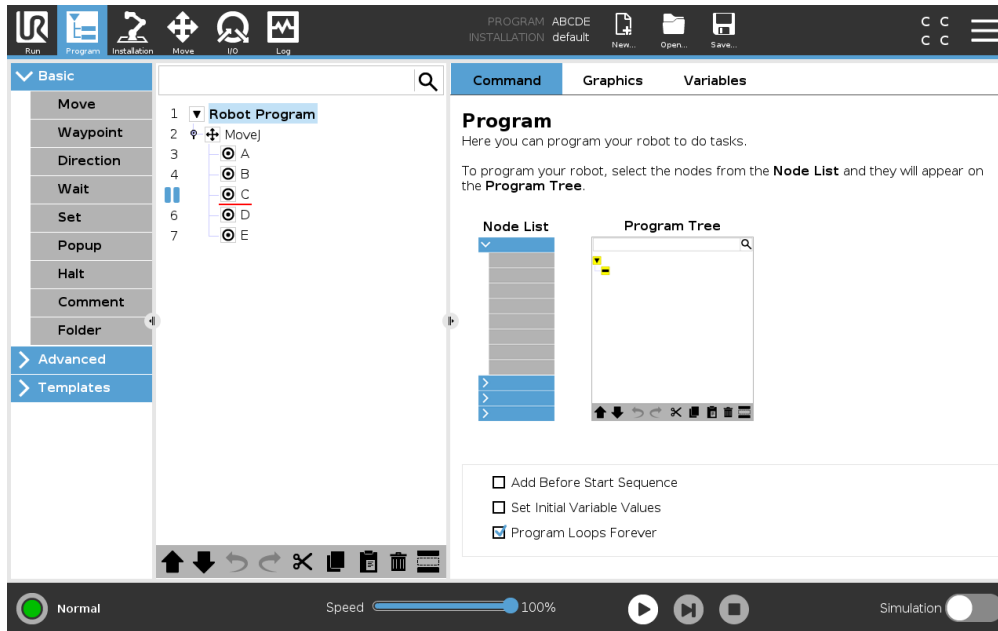 UR
PROGRAM ABCDE
INSTALLATION default
C C
C C
Run Program Installation Move I/O Log New... Open... Save...
Basic
Move
Waypoint
Direction
Wait
Set
Popup
Halt
Comment
Folder
Advanced
Templates
1 Robot Program
2 MoveJ
3 A
4 B
C
6 D
7 E
Command Graphics Variables
Program
Here you can program your robot to do tasks.
To program your robot, select the nodes from the Node List and they will appear on
the Program Tree.
Node List Program Tree
Add Before Start Sequence
Set Initial Variable Values
Program Loops Forever
Normal Speed 100% Simulation